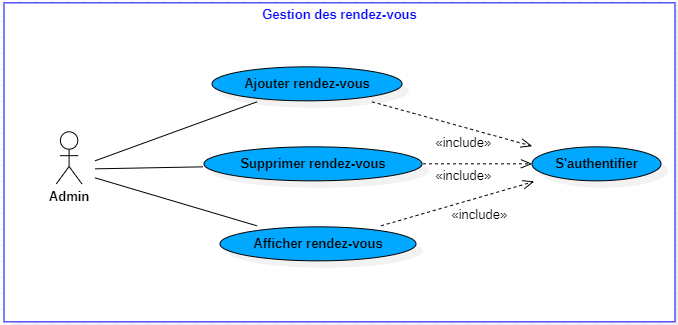 Gestion des rendez-vous
Ajouter rendez-vous
«include»
Supprimer rendez-vous
S'authentifier
«include»
Admin
«include»
Afficher rendez-vous